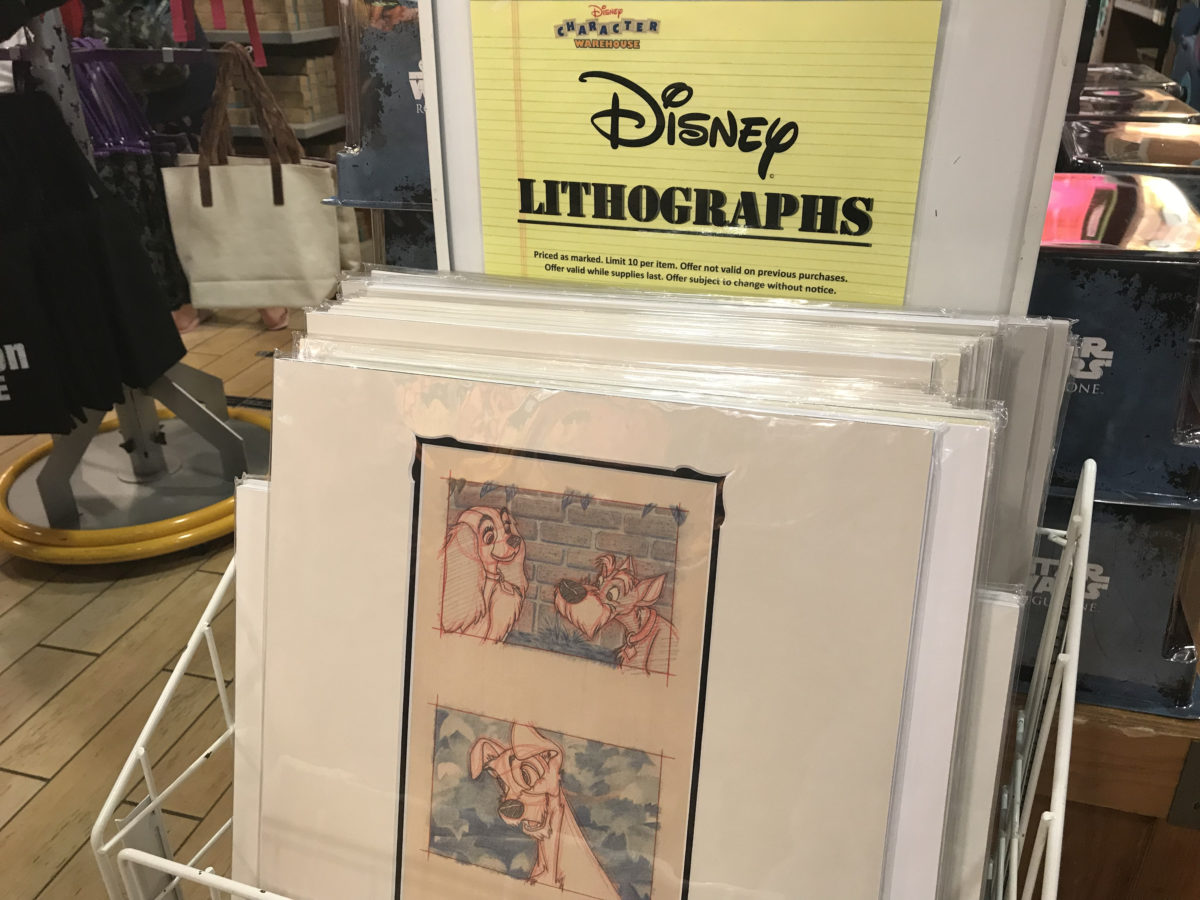 Disney
CHARACTER
WAREHOUSE
Disney
LITHOGRAPHS
Priced as marked. Limit 10 per item. Offer not valid on previous purchases.
Offer valid while supplies last. Offer subject to change without notice.